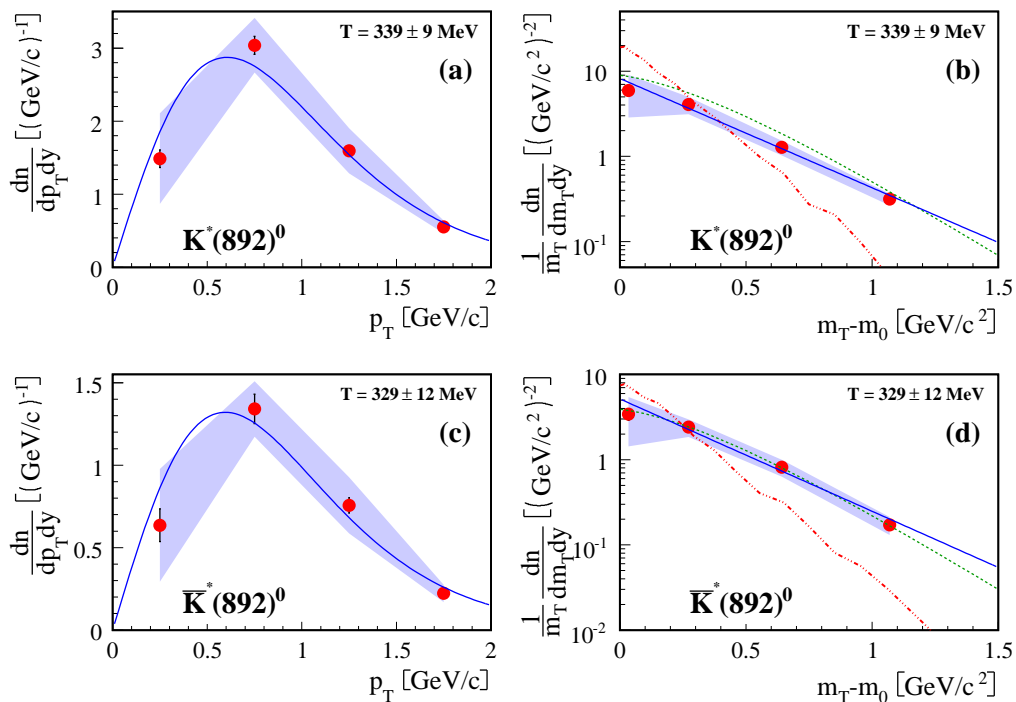 T = 339 ± 9 MeV
(a)
dn
dp_T dy [(GeV/c)^-1]
3
2
1
0
K*(892)^0
0 0.5 1 1.5 2
p_T [GeV/c]
T = 339 ± 9 MeV
(b)
1 dn
m_T dm_T dy [(GeV/c^2)^-2]
10
1
10^-1
K*(892)^0
0 0.5 1 1.5
m_T-m_0 [GeV/c^2]
T = 329 ± 12 MeV
(c)
dn
dp_T dy [(GeV/c)^-1]
1.5
1
0.5
0
K̅*(892)^0
0 0.5 1 1.5 2
p_T [GeV/c]
T = 329 ± 12 MeV
(d)
1 dn
m_T dm_T dy [(GeV/c^2)^-2]
10
1
10^-1
10^-2
K̅*(892)^0
0 0.5 1 1.5
m_T-m_0 [GeV/c^2]